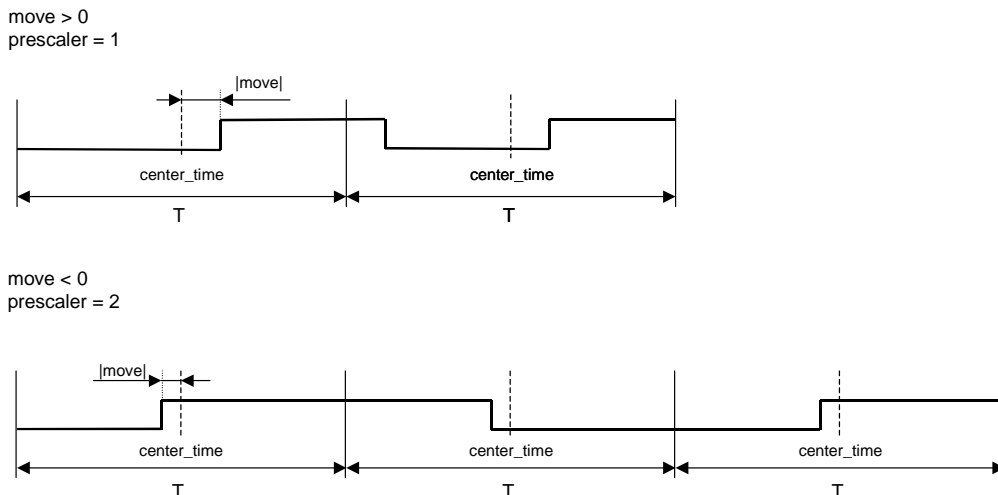 move > 0
prescaler = 1
|move|
center_time center_time
T T
move < 0
prescaler = 2
|move|
center_time center_time center_time
T T T